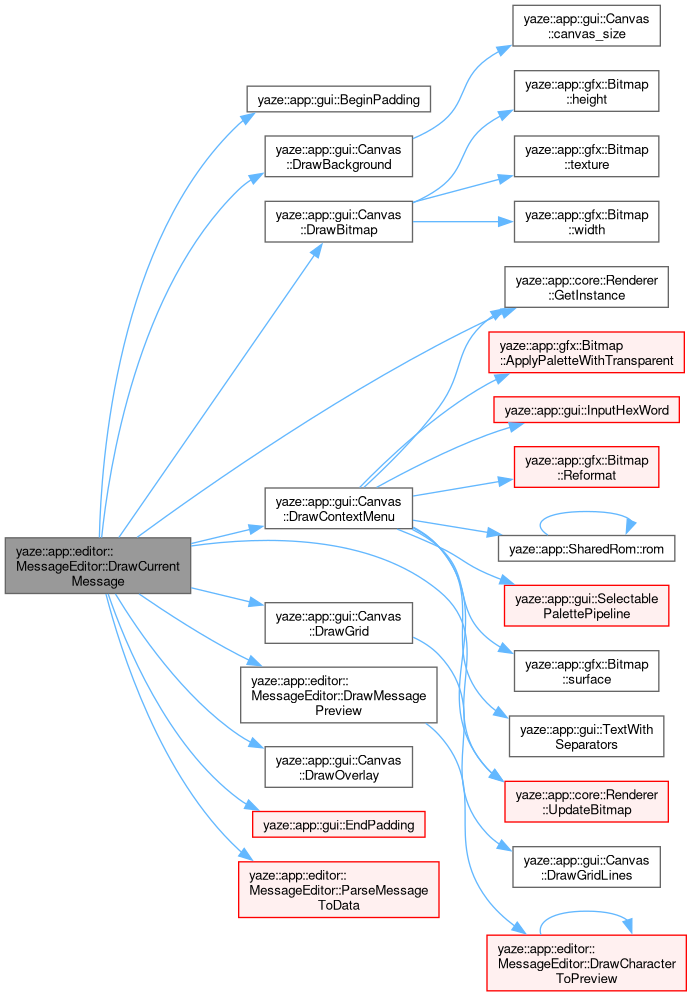 yaze::app::gui::Canvas
::canvas_size
yaze::app::gui::BeginPadding
yaze::app::gfx::Bitmap
::height
yaze::app::gui::Canvas
::DrawBackground
yaze::app::gfx::Bitmap
::texture
yaze::app::gui::Canvas
::DrawBitmap
yaze::app::gfx::Bitmap
::width
yaze::app::core::Renderer
::GetInstance
yaze::app::gfx::Bitmap
::ApplyPaletteWithTransparent
yaze::app::gui::InputHexWord
yaze::app::gfx::Bitmap
::Reformat
yaze::app::gui::Canvas
::DrawContextMenu
yaze::app::SharedRom::rom
yaze::app::editor::
MessageEditor::DrawCurrent
Message
yaze::app::gui::Selectable
PalettePipeline
yaze::app::gui::Canvas
::DrawGrid
yaze::app::gfx::Bitmap
::surface
yaze::app::editor::
MessageEditor::DrawMessage
Preview
yaze::app::gui::TextWith
Separators
yaze::app::gui::Canvas
::DrawOverlay
yaze::app::core::Renderer
::UpdateBitmap
yaze::app::gui::EndPadding
yaze::app::gui::Canvas
::DrawGridLines
yaze::app::editor::
MessageEditor::ParseMessage
ToData
yaze::app::editor::
MessageEditor::DrawCharacter
ToPreview